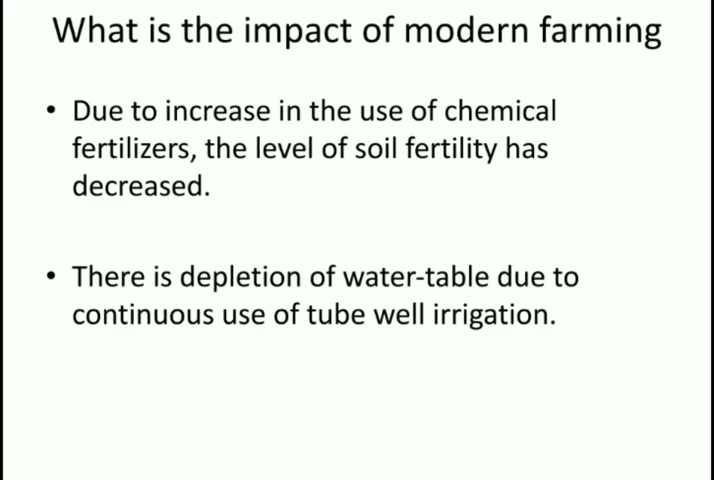 What is the impact of modern farming
• Due to increase in the use of chemical
fertilizers, the level of soil fertility has
decreased.
• There is depletion of water-table due to
continuous use of tube well irrigation.